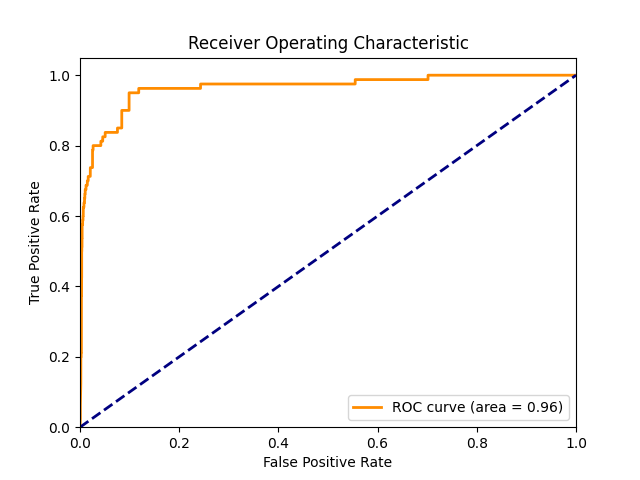 Receiver Operating Characteristic
True Positive Rate
1.0
0.8
0.6
0.4
0.2
0.0
ROC curve (area = 0.96)
0.0 0.2 0.4 0.6 0.8 1.0
False Positive Rate